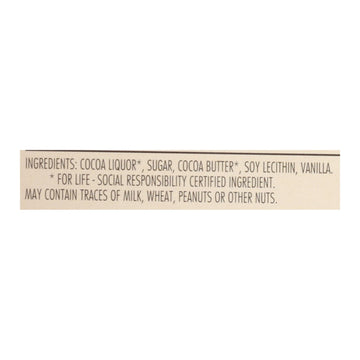 INGREDIENTS: COCOA LIQUOR*, SUGAR, COCOA BUTTER*, SOY LECITHIN, VANILLA.
* FOR LIFE - SOCIAL RESPONSIBILITY CERTIFIED INGREDIENT.
MAY CONTAIN TRACES OF MILK, WHEAT, PEANUTS OR OTHER NUTS.